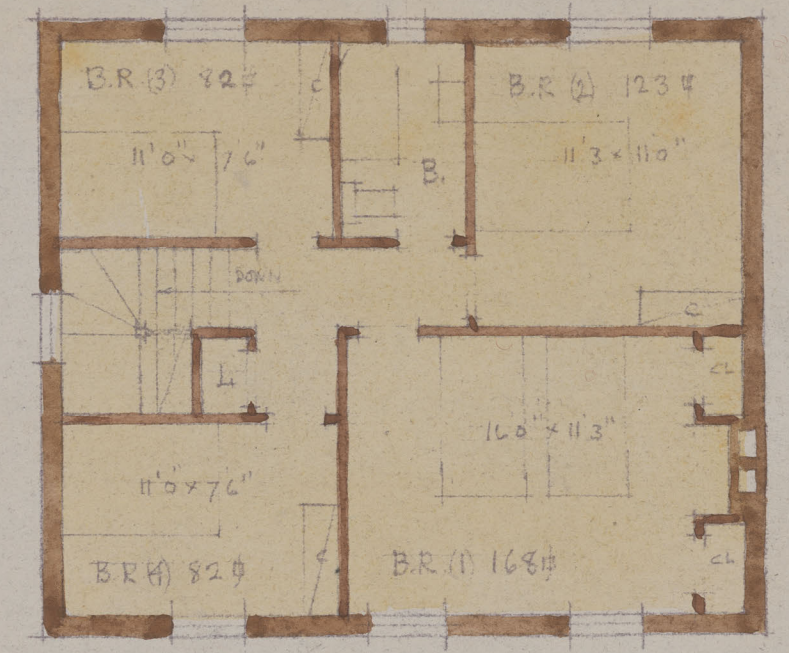 B.R (3) 82⌗
C
11'0" x 7'6"
B.
B.R (2) 123⌗
11'3 x 11'0"
DOWN
C
L
CL
16'0" x 11'3"
11'0 x 7'6"
B.R (4) 82⌗
C.
B.R. (1) 168⌗
CL